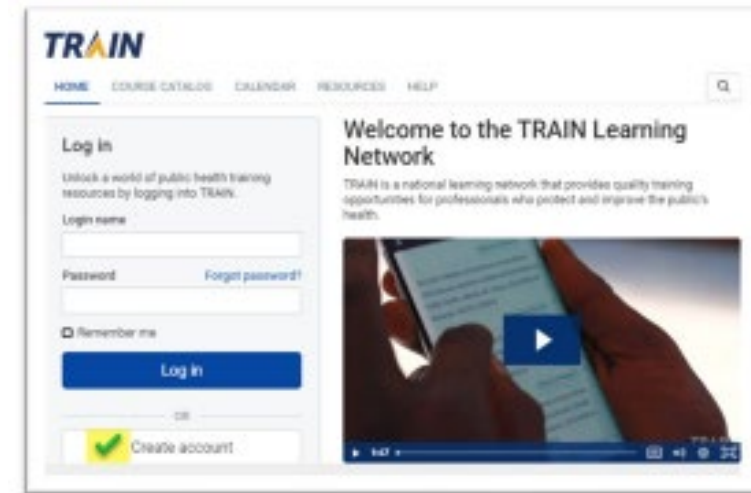 TRAIN
HOME COURSE CATALOG CALENDAR RESOURCES HELP
Log in
Unlock a world of public health training
resources by logging into TRAIN.
Login name
Password Forgot password?
Remember me
Log in
OR
Create account
Welcome to the TRAIN Learning
Network
TRAIN is a national learning network that provides quality training
opportunities for professionals who protect and improve the public's
health.
TRAIN
1:47